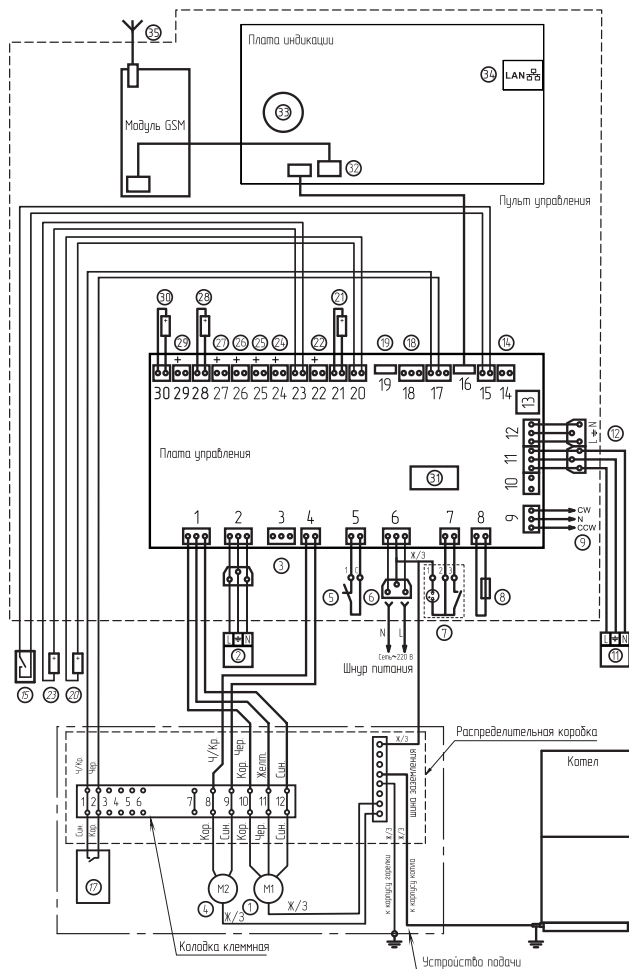 35
Плата индикации
34 LAN
Модуль GSM
33
32
Пульт управления
30 28 21
29 27 26 25 24 22 19 18 14
+ + + + + +
30 29 28 27 26 25 24 23 22 21 20 19 18 17 16 15 14
13
12 L N 12
Плата управления
11
31
10
CW
9 N
CCW
9
1 2 3 4 5 6 7 8
Ж/З
3
1 2 3
5 6 8
7
N L
L N
2
Сеть~220 В
Шнур питания
L N
11
15 23 20
Распределительная коробка
Ч/Кр. Чер. Ч/Кр Чер. Кор. Желт. Син. Ж/З
шина заземления
Котел
1 2 3 4 5 6 7 8 9 10 11 12
Син. Кор. Кор. Син. Кор. Чер. Син.
Ж/З Ж/З
17
М2 М1
4 1
Ж/З Ж/З
к корпусу горелки
к корпусу котла
Колодка клеммная
Устройство подачи